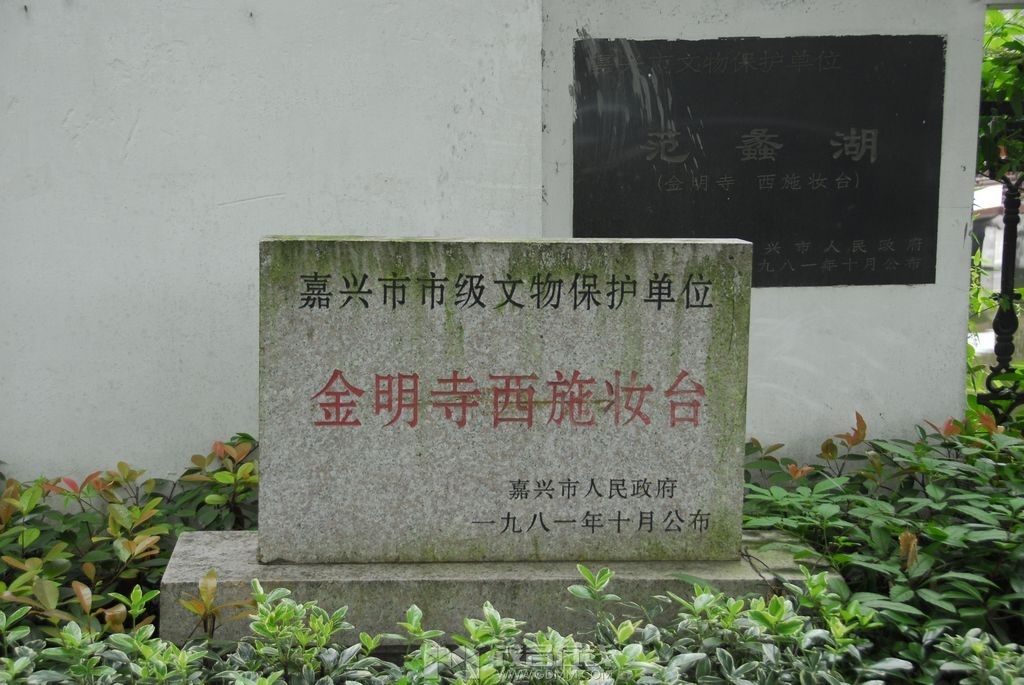 嘉兴市文物保护单位
范蠡湖
(金明寺 西施妆台)
兴市人民政府
九八一年十月公布
嘉兴市市级文物保护单位
金明寺西施妆台
嘉兴市人民政府
一九八一年十月公布